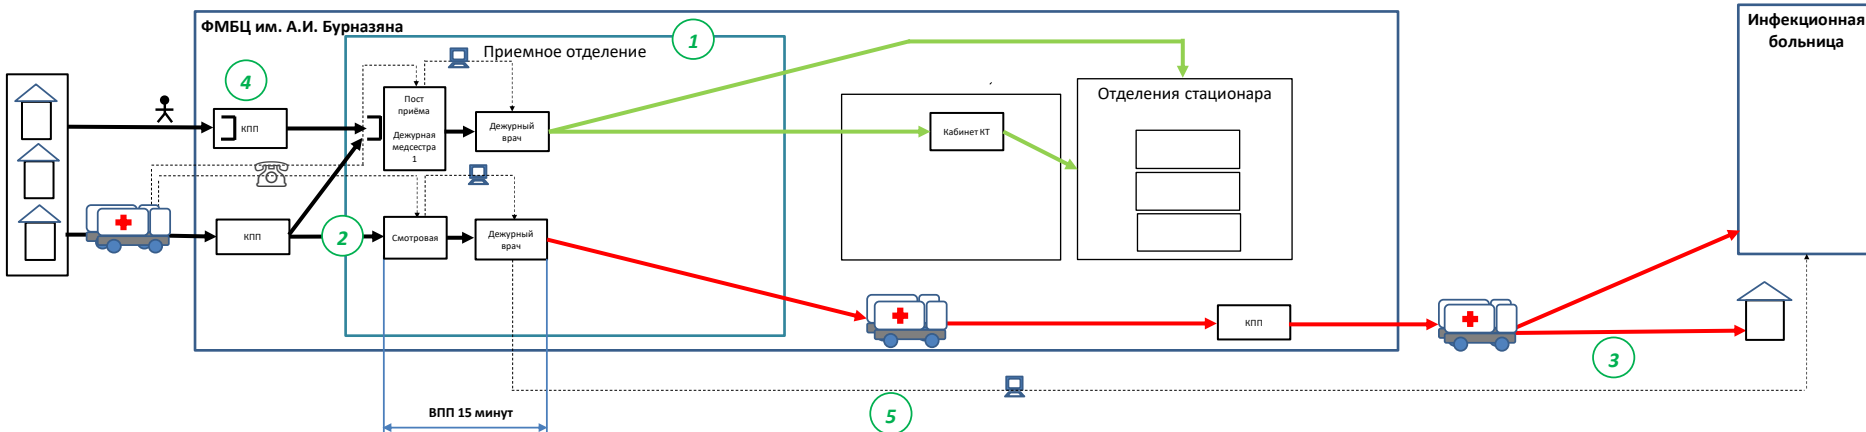 ФМБЦ им. А.И. Бурназяна
Инфекционная
больница
1
Приемное отделение
4
Отделения стационара
КПП
Пост
приёма
Дежурная
медсестра
1
Дежурный
врач
Кабинет КТ
КПП
2
Смотровая
Дежурный
врач
КПП
3
ВПП 15 минут
5